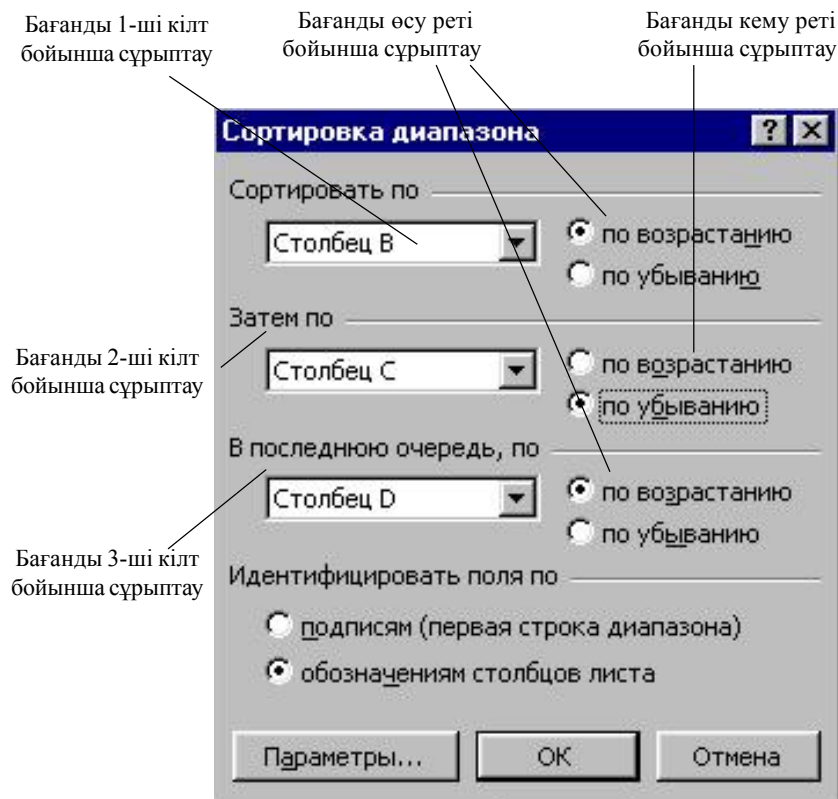 Бағанды 1-ші кілт
бойынша сұрыптау
Бағанды өсу реті
бойынша сұрыптау
Бағанды кему реті
бойынша сұрыптау
Сортировка диапазона
Сортировать по
Столбец B
по возрастанию
по убыванию
Затем по
Бағанды 2-ші кілт
бойынша сұрыптау
Столбец C
по возрастанию
по убыванию
В последнюю очередь, по
Столбец D
по возрастанию
по убыванию
Бағанды 3-ші кілт
бойынша сұрыптау
Идентифицировать поля по
подписям (первая строка диапазона)
обозначениям столбцов листа
Параметры...
ОК
Отмена